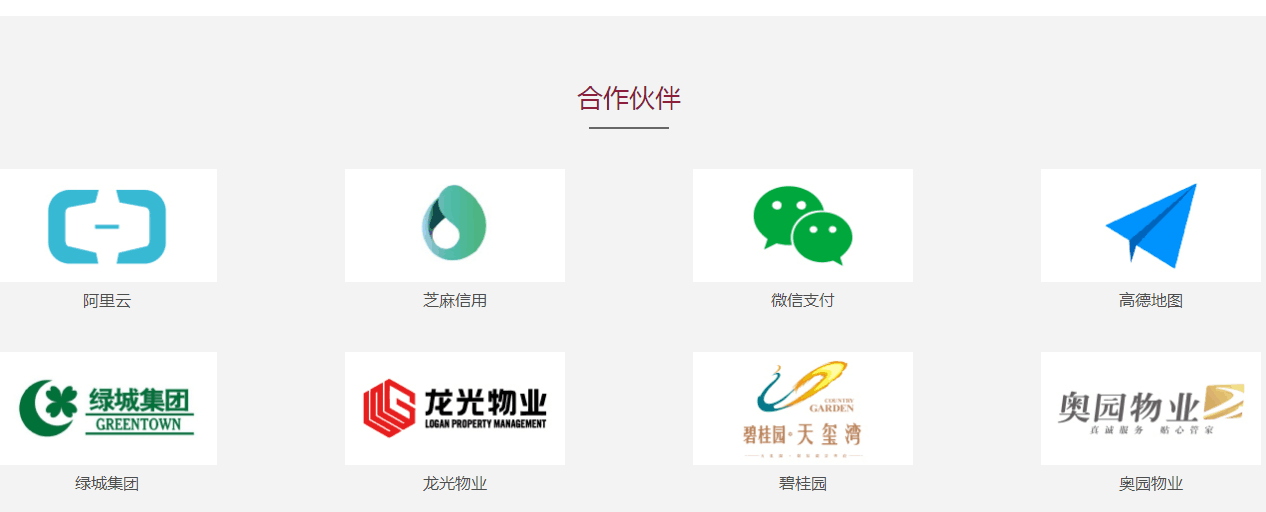 合作伙伴
阿里云
芝麻信用
微信支付
高德地图
绿城集团
GREENTOWN
龙光物业
LOGAN PROPERTY MANAGEMENT
COUNTRY
GARDEN
碧桂园·天玺湾
奥园物业
真诚服务 贴心管家
绿城集团
龙光物业
碧桂园
奥园物业